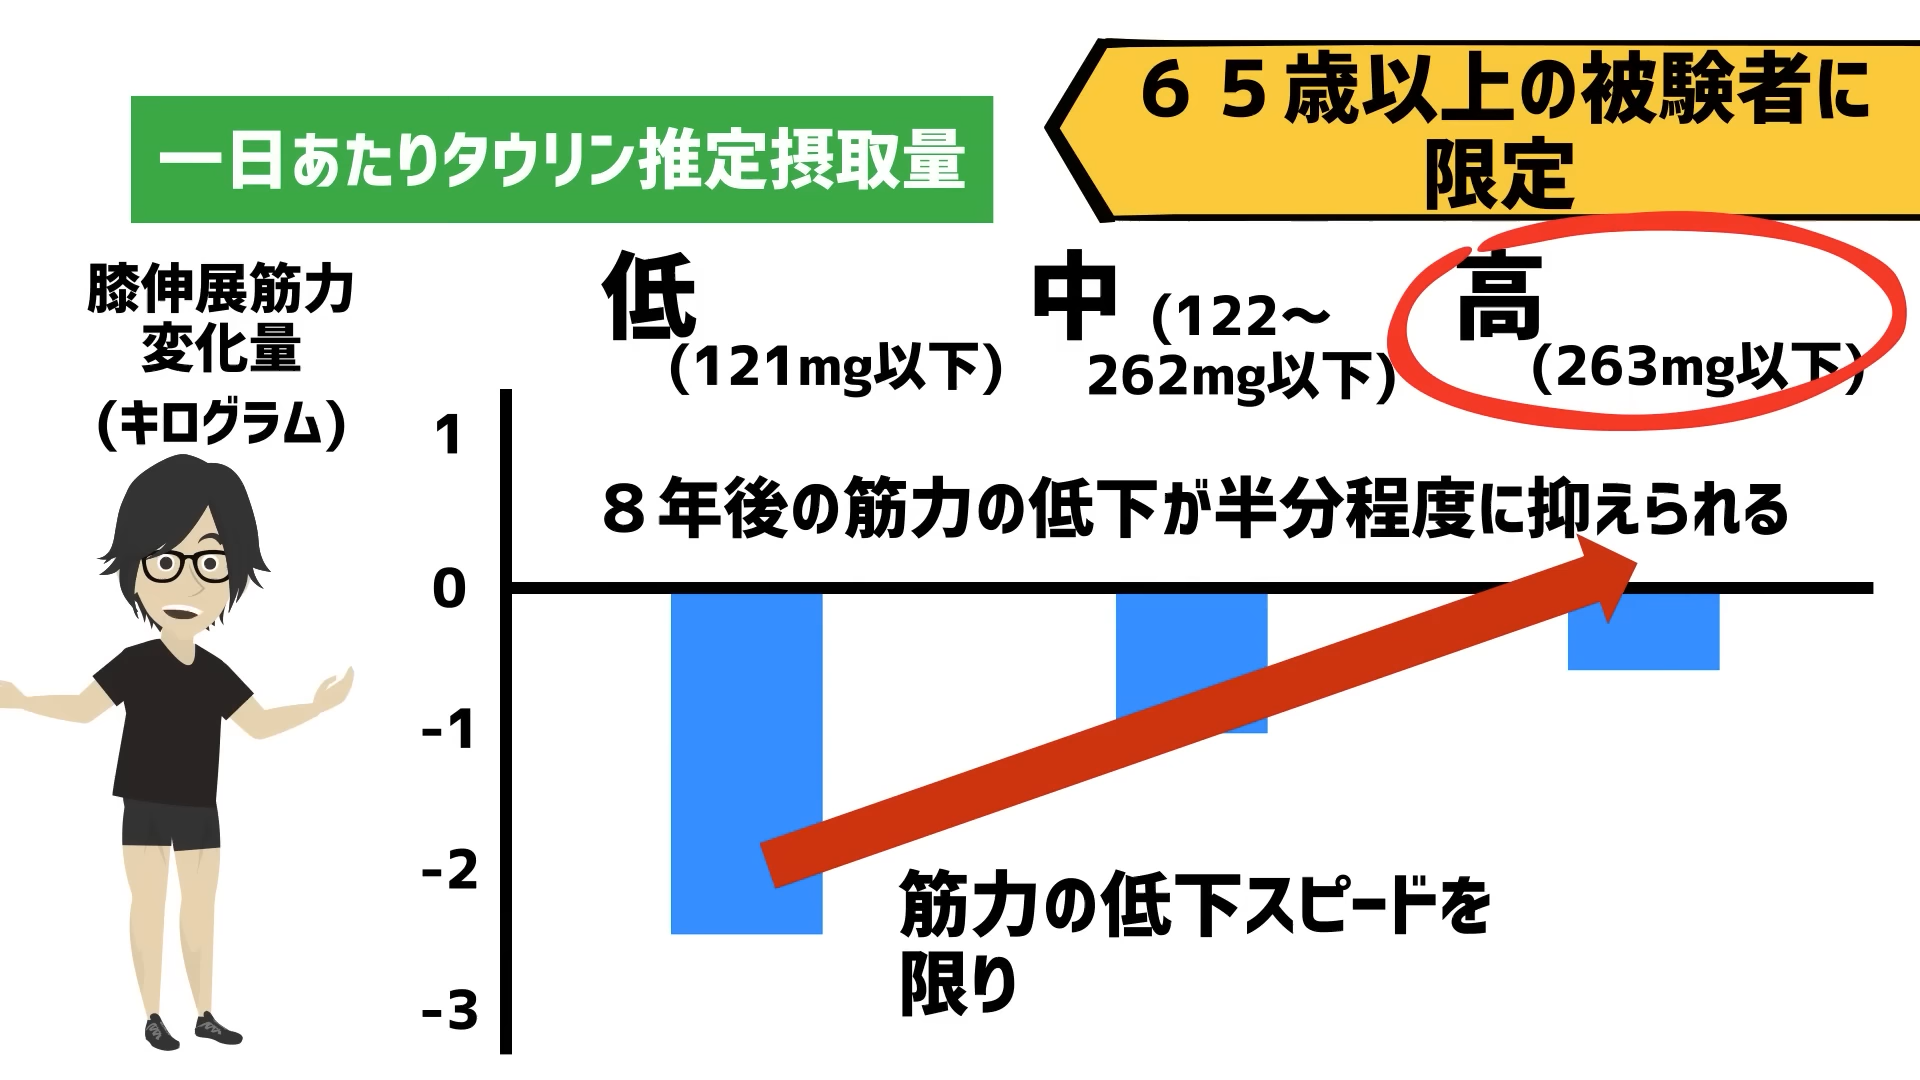 ６５歳以上の被験者に
限定
一日あたりタウリン推定摂取量
膝伸展筋力
変化量
(キログラム)
低
(121mg以下)
中 (122～
262mg以下)
高
(263mg以下)
８年後の筋力の低下が半分程度に抑えられる
1
0
-1
-2
-3
筋力の低下スピードを
限り